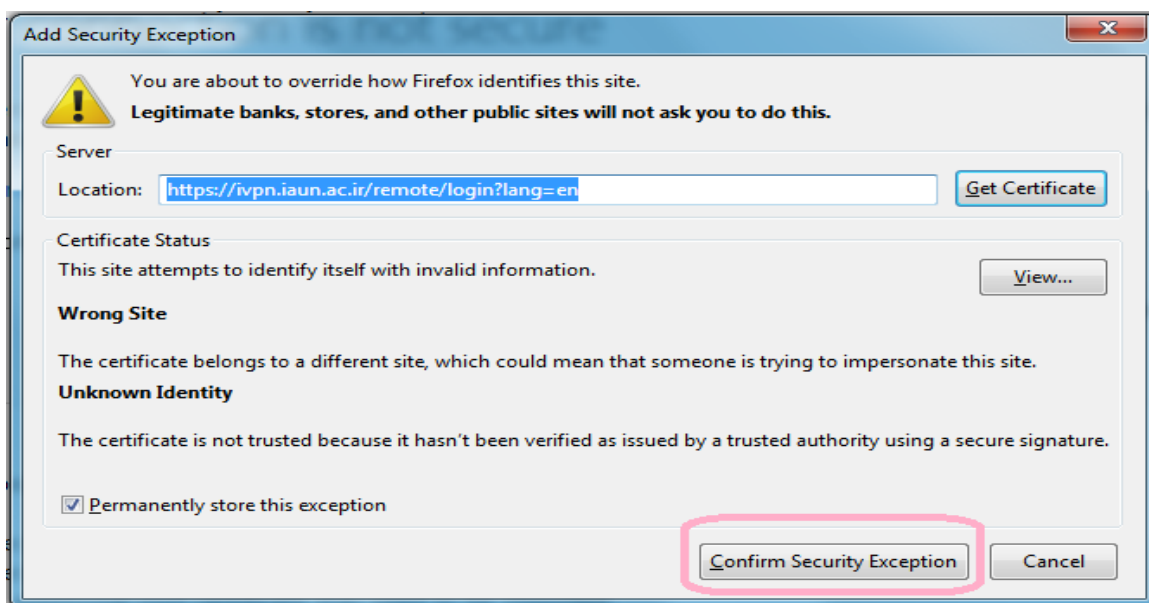 is not secure
Add Security Exception
You are about to override how Firefox identifies this site.
Legitimate banks, stores, and other public sites will not ask you to do this.
Server
Location: https://ivpn.iaun.ac.ir/remote/login?lang=en Get Certificate
Certificate Status
This site attempts to identify itself with invalid information.
View...
Wrong Site
The certificate belongs to a different site, which could mean that someone is trying to impersonate this site.
Unknown Identity
The certificate is not trusted because it hasn't been verified as issued by a trusted authority using a secure signature.
Permanently store this exception
Confirm Security Exception Cancel